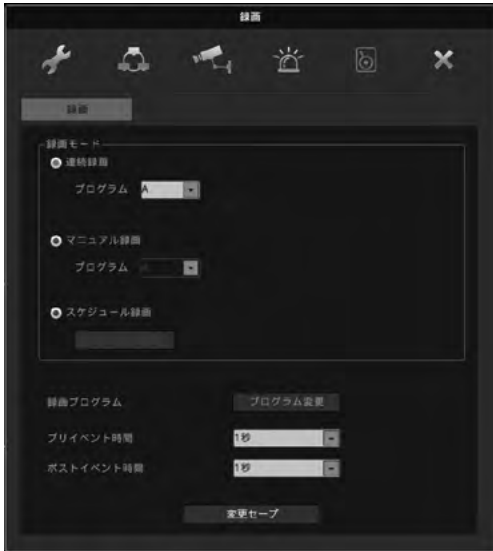 録画
録画
録画モード
連続録画
プログラム A
マニュアル録画
プログラム
スケジュール録画
録画プログラム プログラム変更
プリイベント時間 1秒
ポストイベント時間 1秒
変更セーブ